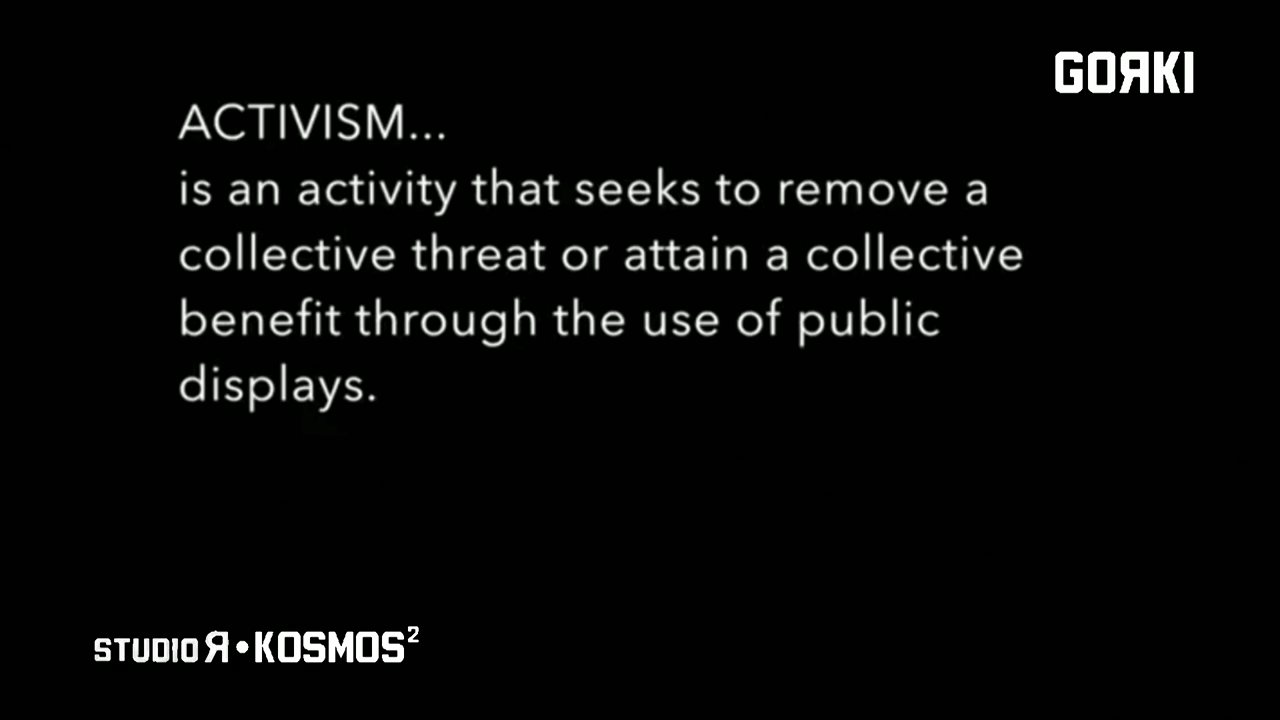 GOЯKI
ACTIVISM...
is an activity that seeks to remove a
collective threat or attain a collective
benefit through the use of public
displays.
STUDIO Я • KOSMOS²